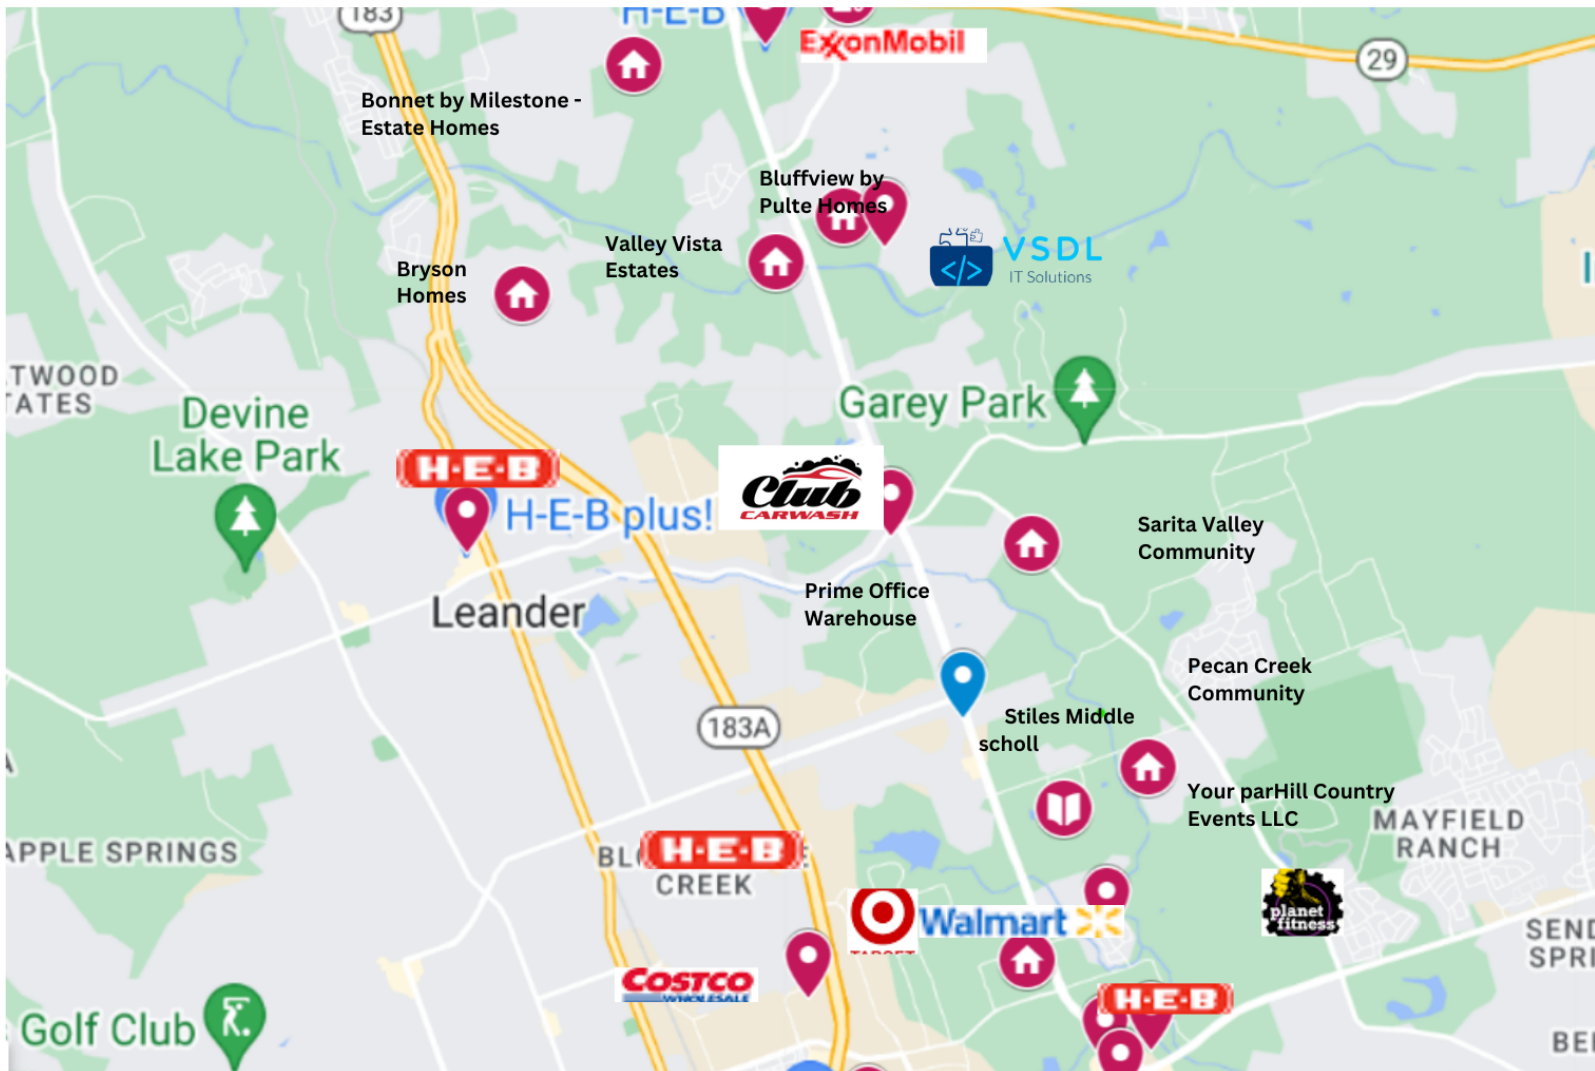 183
H-E-B
ExxonMobil
29
Bonnet by Milestone -
Estate Homes
Bluffview by
Pulte Homes
Valley Vista
Estates
VSDL
IT Solutions
Bryson
Homes
TWOOD
TATES
Devine
Lake Park
Garey Park
H-E-B
H-E-B plus!
Club
CARWASH
Sarita Valley
Community
Prime Office
Warehouse
Leander
Pecan Creek
Community
183A
Stiles Middle
scholl
Your parHill Country
Events LLC
MAYFIELD
RANCH
APPLE SPRINGS
H-E-B
CREEK
planet
fitness
TARGET
Walmart
SEND
SPRI
COSTCO
WHOLESALE
H-E-B
Golf Club
BE